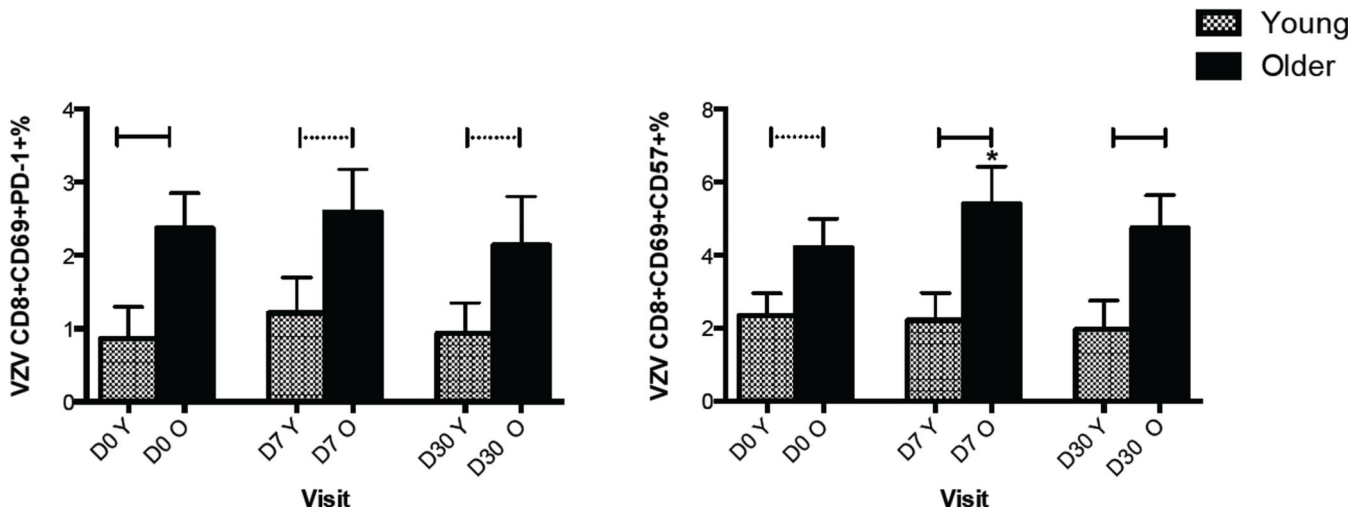 Young
Older
VZV CD8+CD69+PD-1+%
4
3
2
1
0
D0 Y
D0 O
D7 Y
D7 O
D30 Y
D30 O
Visit
VZV CD8+CD69+CD57+%
8
6
4
2
0
*
D0 Y
D0 O
D7 Y
D7 O
D30 Y
D30 O
Visit